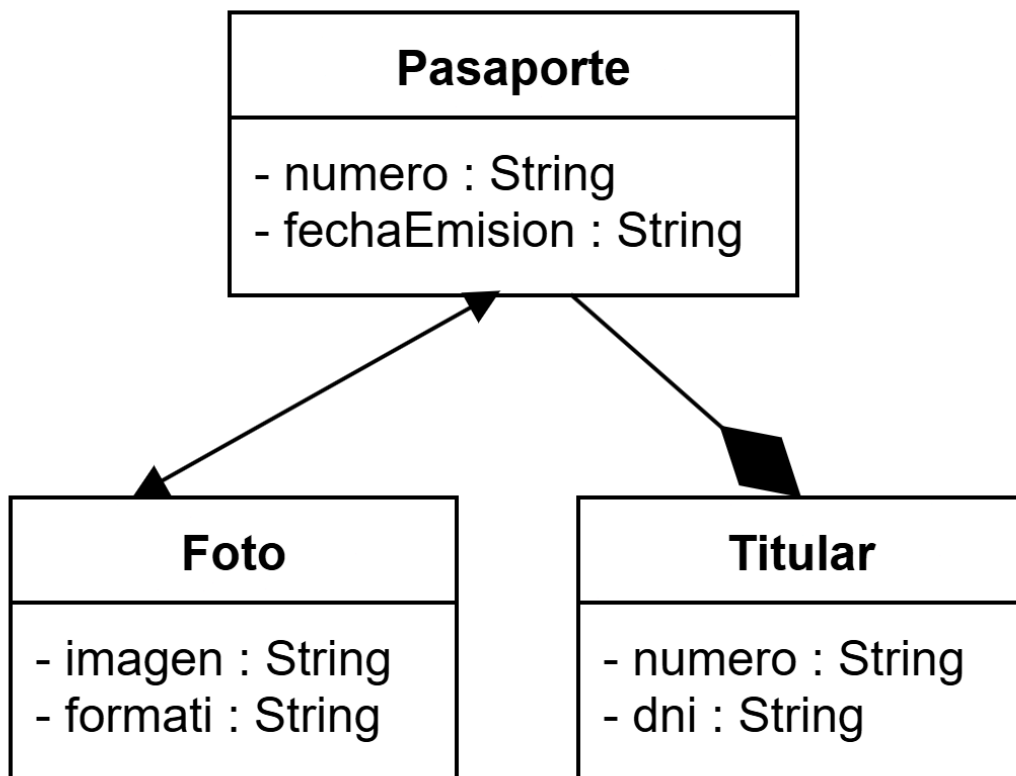 Pasaporte
- numero : String
- fechaEmision : String
Foto
- imagen : String
- formati : String
Titular
- numero : String
- dni : String